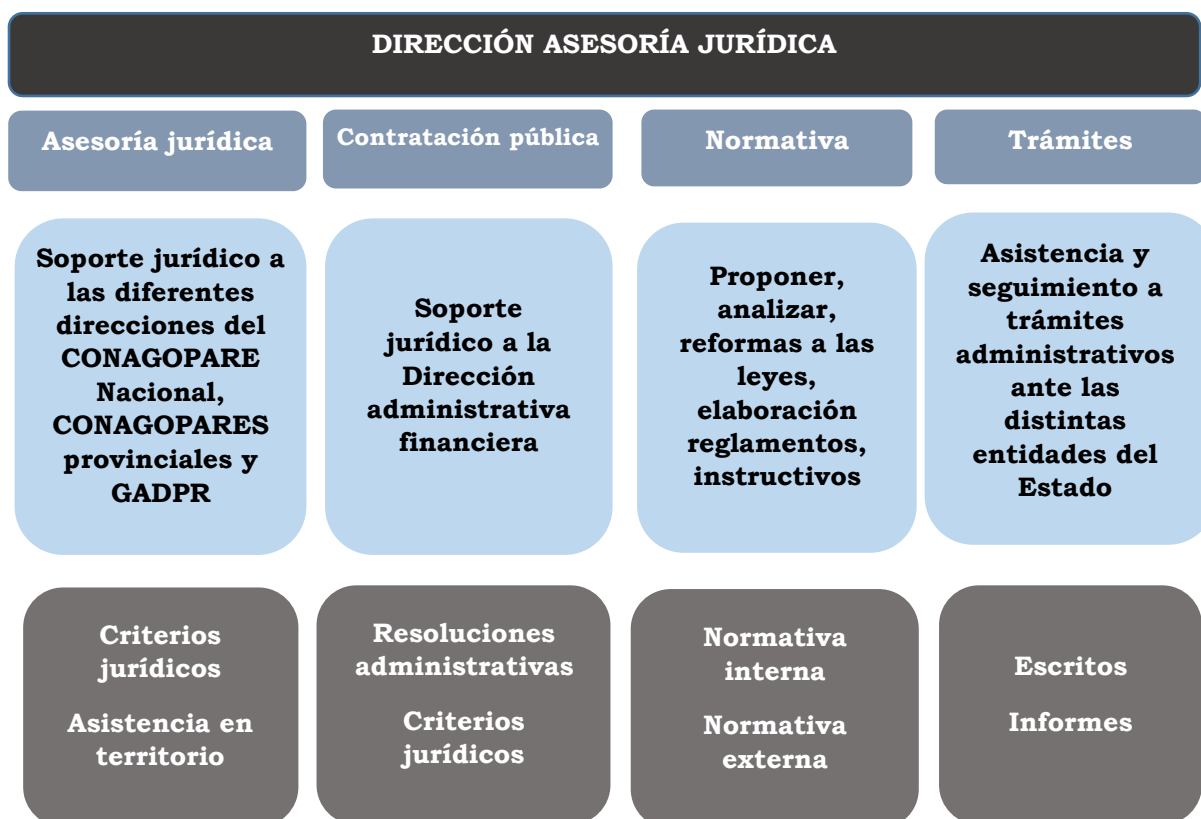 DIRECCIÓN ASESORÍA JURÍDICA
Asesoría jurídica
Contratación pública
Normativa
Trámites
Soporte jurídico a
las diferentes
direcciones del
CONAGOPARE
Nacional,
CONAGOPARES
provinciales y
GADPR
Soporte
jurídico a la
Dirección
administrativa
financiera
Proponer,
analizar,
reformas a las
leyes,
elaboración
reglamentos,
instructivos
Asistencia y
seguimiento a
trámites
administrativos
ante las
distintas
entidades del
Estado
Criterios
jurídicos
Asistencia en
territorio
Resoluciones
administrativas
Criterios
jurídicos
Normativa
interna
Normativa
externa
Escritos
Informes